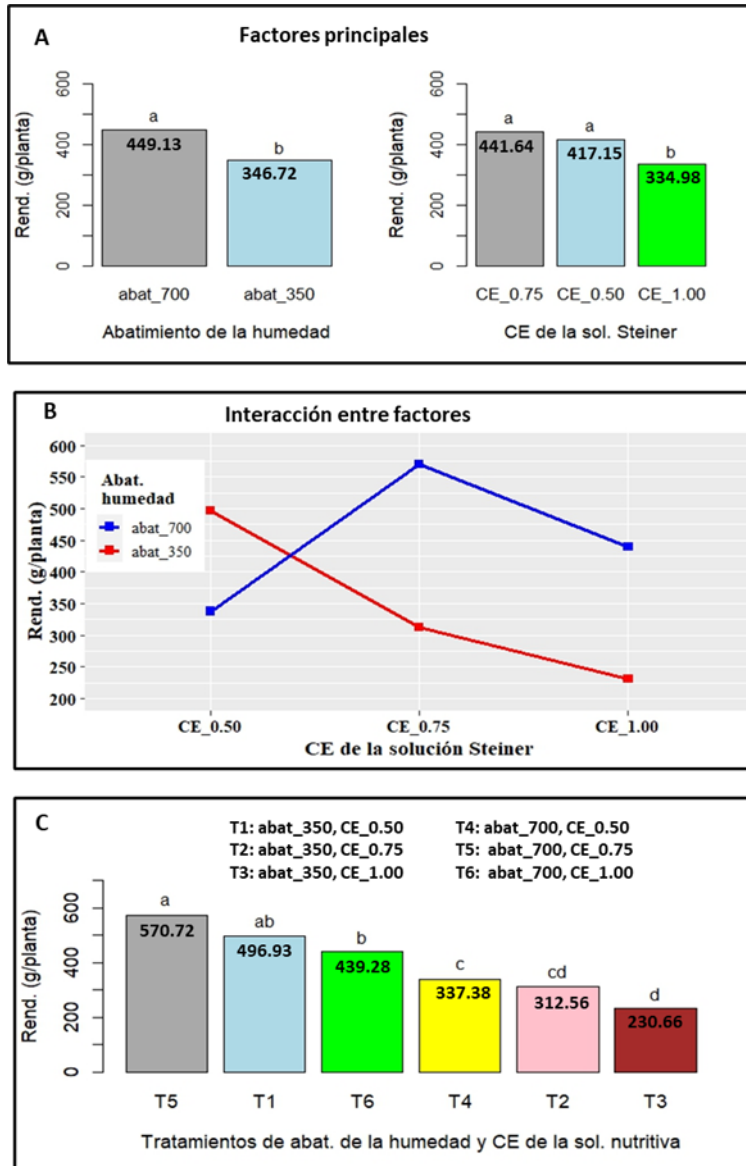 A
Factores principales
Rend. (g/planta)
0
200
400
600
a
449.13
b
346.72
abat_700
abat_350
Abatimiento de la humedad
Rend. (g/planta)
0
200
400
600
a
441.64
a
417.15
b
334.98
CE_0.75
CE_0.50
CE_1.00
CE de la sol. Steiner
B
Interacción entre factores
Rend. (g/planta)
600
550
500
450
400
350
300
250
200
Abat.
humedad
abat_700
abat_350
CE_0.50
CE_0.75
CE_1.00
CE de la solución Steiner
C
T1: abat_350, CE_0.50
T2: abat_350, CE_0.75
T3: abat_350, CE_1.00
T4: abat_700, CE_0.50
T5: abat_700, CE_0.75
T6: abat_700, CE_1.00
Rend. (g/planta)
0
200
400
600
a
570.72
ab
496.93
b
439.28
c
337.38
cd
312.56
d
230.66
T5
T1
T6
T4
T2
T3
Tratamientos de abat. de la humedad y CE de la sol. nutritiva